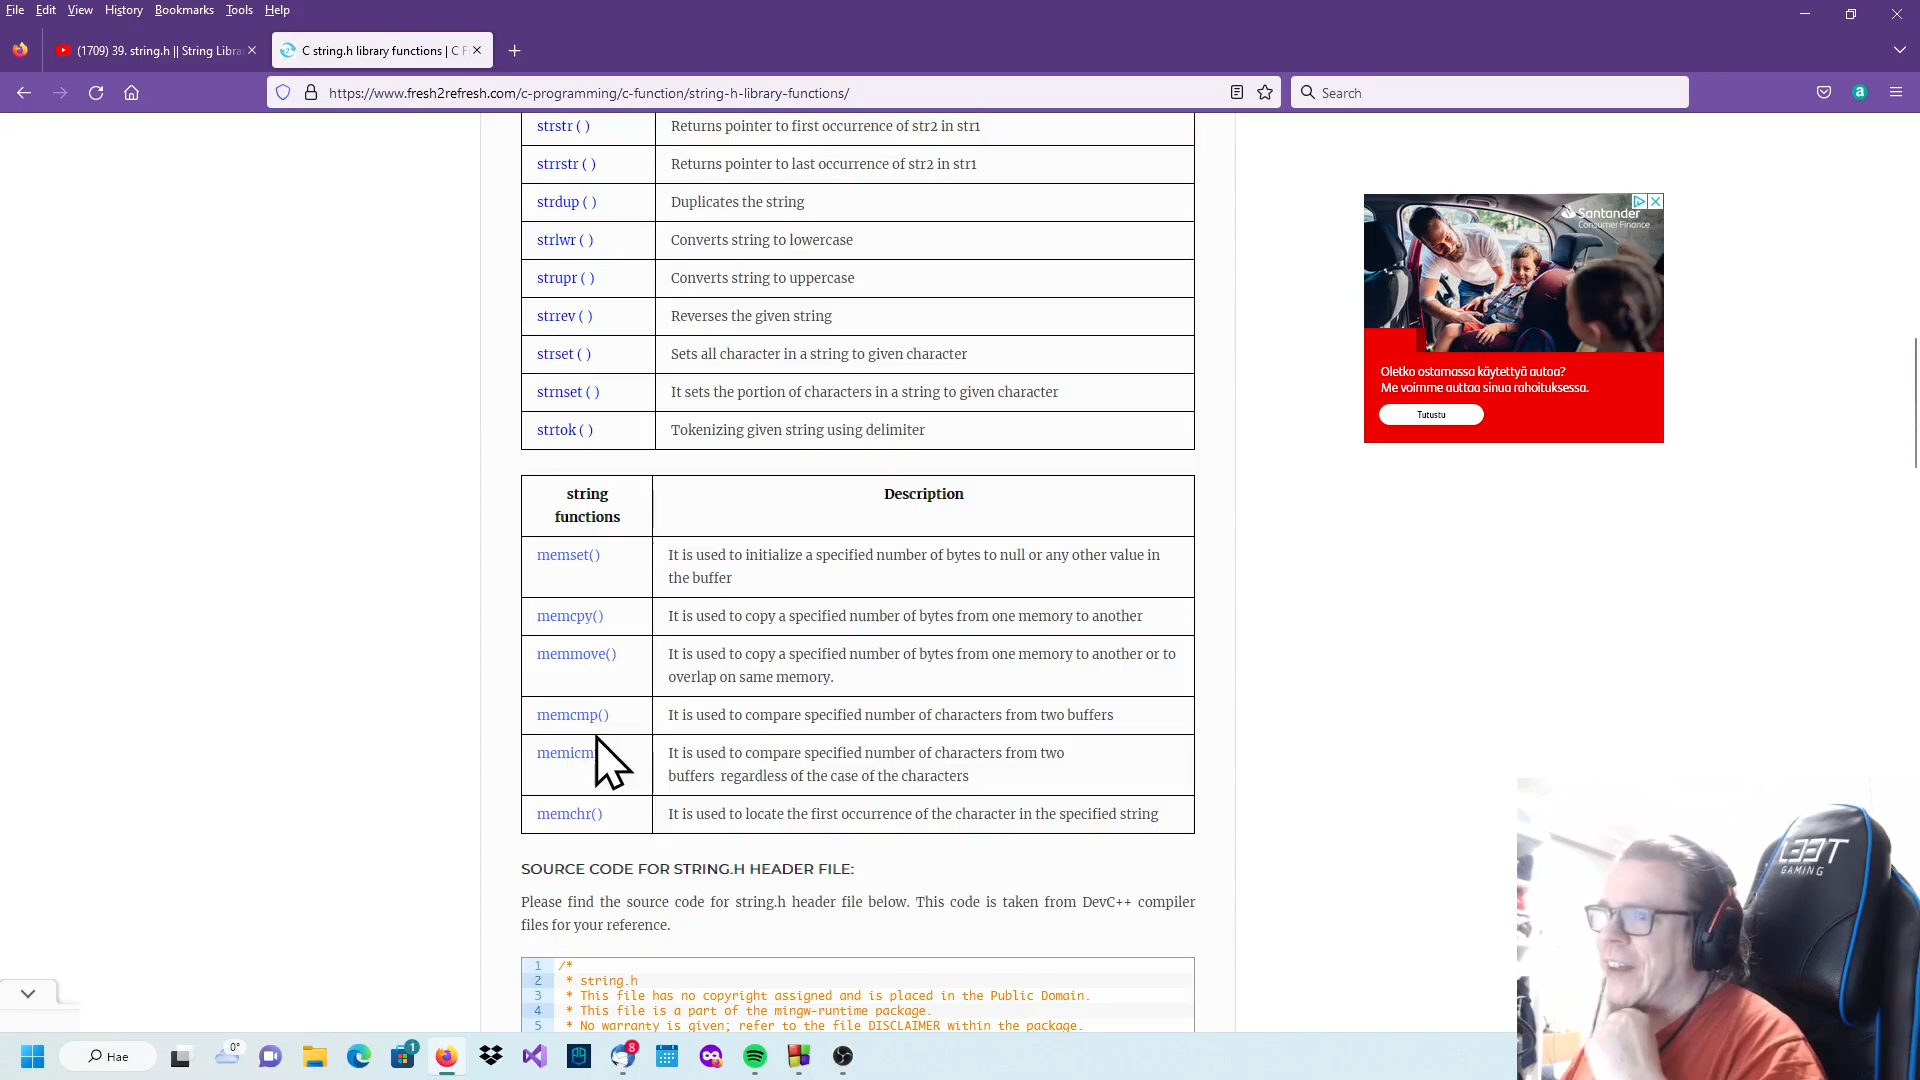 File Edit View History Bookmarks Tools Help
(1709) 39. string.h || String Libra
C string.h library functions | C F
https://www.fresh2refresh.com/c-programming/c-function/string-h-library-functions/
Search
strstr ( ) Returns pointer to first occurrence of str2 in str1
strrstr ( ) Returns pointer to last occurrence of str2 in str1
strdup ( ) Duplicates the string
strlwr ( ) Converts string to lowercase
strupr ( ) Converts string to uppercase
strrev ( ) Reverses the given string
strset ( ) Sets all character in a string to given character
strnset ( ) It sets the portion of characters in a string to given character
strtok ( ) Tokenizing given string using delimiter
string Description
functions
memset() It is used to initialize a specified number of bytes to null or any other value in
the buffer
memcpy() It is used to copy a specified number of bytes from one memory to another
memmove() It is used to copy a specified number of bytes from one memory to another or to
overlap on same memory.
memcmp() It is used to compare specified number of characters from two buffers
memicm It is used to compare specified number of characters from two
buffers regardless of the case of the characters
memchr() It is used to locate the first occurrence of the character in the specified string
SOURCE CODE FOR STRING.H HEADER FILE:
Please find the source code for string.h header file below. This code is taken from DevC++ compiler
files for your reference.
1 /*
2 * string.h
3 * This file has no copyright assigned and is placed in the Public Domain.
4 * This file is a part of the mingw-runtime package.
5 * No warranty is given; refer to the file DISCLAIMER within the package.
Santander
Consumer Finance
Oletko ostamassa käytettyä autoa?
Me voimme auttaa sinua rahoituksessa.
Tutustu
L33T
GAMING
Hae
0°
1
8
a